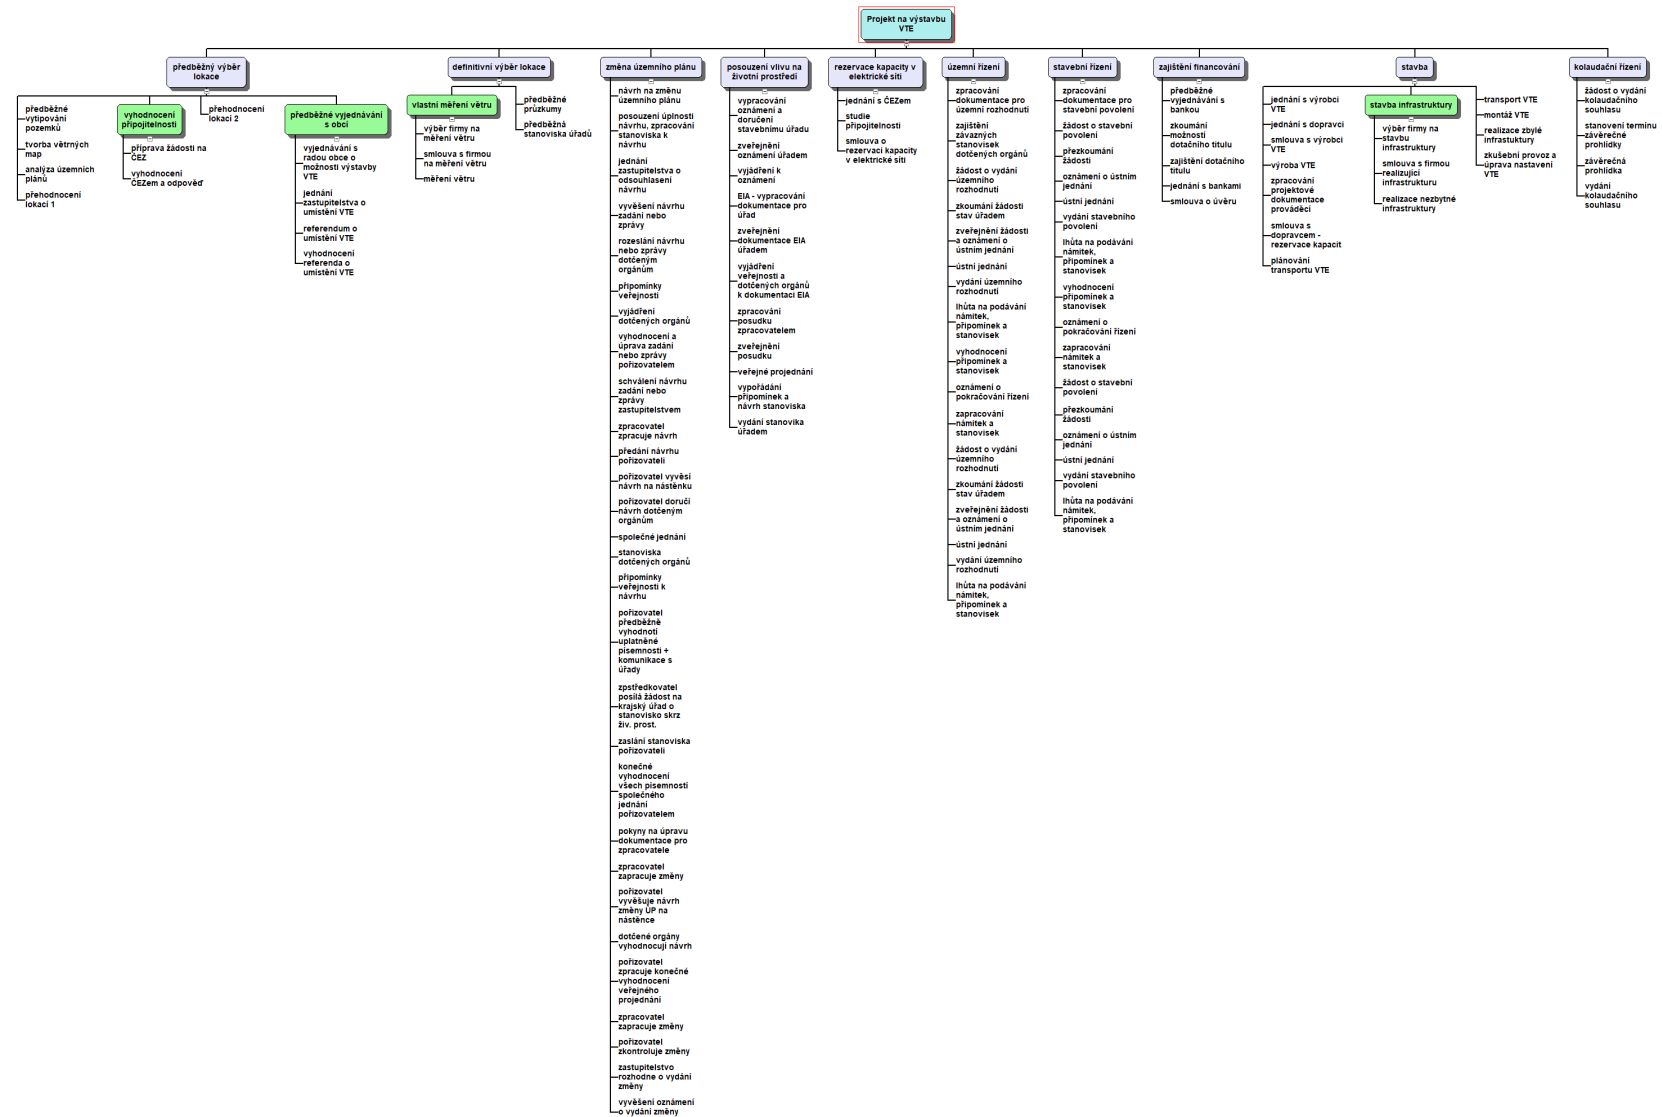 Projekt na výstavbu
VTE
předběžný výběr
lokace
předběžné
vytipování
pozemků
tvorba větrných
map
analýza územních
plánů
přehodnocení
lokací 1
vyhodnocení
připojitelnosti
příprava žádosti na
ČEZ
vyhodnocení
ČEZem a odpověď
přehodnocení
lokací 2
předběžné vyjednávání
s obcí
vyjednávání s
radou obce o
možnosti výstavby
VTE
jednání
zastupitelstva o
umístění VTE
referendum o
umístění VTE
vyhodnocení
referenda o
umístění VTE
definitivní výběr lokace
vlastní měření větru
výběr firmy na
měření větru
smlouva s firmou
na měření větru
měření větru
předběžné
průzkumy
předběžná
stanoviska úřadů
změna územního plánu
návrh na změnu
územního plánu
posouzení úplnosti
návrhu, zpracování
stanoviska k
návrhu
jednání
zastupitelstva o
odsouhlasení
návrhu
vyvěšení návrhu
zadání nebo
zprávy
rozeslání návrhu
nebo zprávy
dotčeným
orgánům
připomínky
veřejnosti
vyjádření
dotčených orgánů
vyhodnocení a
úprava zadání
nebo zprávy
pořizovatelem
schválení návrhu
zadání nebo
zprávy
zastupitelstvem
zpracovatel
zpracuje návrh
předání návrhu
pořizovateli
pořizovatel vyvěsí
návrh na nástěnku
pořizovatel doručí
návrh dotčeným
orgánům
společné jednání
stanoviska
dotčených orgánů
připomínky
veřejnosti k
návrhu
pořizovatel
předběžně
vyhodnotí
uplatněné
písemnosti +
komunikace s
úřady
zpstředkovatel
posílá žádost na
krajský úřad o
stanovisko skrz
živ. prost.
zaslání stanoviska
pořizovateli
konečné
vyhodnocení
všech písemností
společného
jednání
pořizovatelem
pokyny na úpravu
dokumentace pro
zpracovatele
zpracovatel
zapracuje změny
pořizovatel
vyvěšuje návrh
změny ÚP na
nástěnce
dotčené orgány
vyhodnocují návrh
pořizovatel
zpracuje konečné
vyhodnocení
veřejného
projednání
zpracovatel
zapracuje změny
pořizovatel
zkontroluje změny
zastupitelstvo
rozhodne o vydání
změny
vyvěšení oznámení
o vydání změny
posouzení vlivu na
životní prostředí
vypracování
oznámení a
doručení
stavebnímu úřadu
zveřejnění
oznámení úřadem
vyjádření k
oznámení
EIA - vypracování
dokumentace pro
úřad
zveřejnění
dokumentace EIA
úřadem
vyjádření
veřejnosti a
dotčených orgánů
k dokumentaci EIA
zpracování
posudku
zpracovatelem
zveřejnění
posudku
veřejné projednání
vypořádání
připomínek a
návrh stanoviska
vydání stanovika
úřadem
rezervace kapacity v
elektrické síti
jednání s ČEZem
studie
připojitelnosti
smlouva o
rezervaci kapacity
v elektrické síti
územní řízení
zpracování
dokumentace pro
územní rozhodnutí
zajištění
závazných
stanovisek
dotčených orgánů
žádost o vydání
územního
rozhodnutí
zkoumání žádosti
stav úřadem
zveřejnění žádosti
a oznámení o
ústním jednání
ústní jednání
vydání územního
rozhodnutí
lhůta na podávání
námitek,
připomínek a
stanovisek
vyhodnocení
připomínek a
stanovisek
oznámení o
pokračování řízení
zapracování
námitek a
stanovisek
žádost o vydání
územního
rozhodnutí
zkoumání žádosti
stav úřadem
zveřejnění žádosti
a oznámení o
ústním jednání
ústní jednání
vydání územního
rozhodnutí
lhůta na podávání
námitek,
připomínek a
stanovisek
stavební řízení
zpracování
dokumentace pro
stavební povolení
žádost o stavební
povolení
přezkoumání
žádosti
oznámení o ústním
jednání
ústní jednání
vydání stavebního
povolení
lhůta na podávání
námitek,
připomínek a
stanovisek
vyhodnocení
připomínek a
stanovisek
oznámení o
pokračování řízení
zapracování
námitek a
stanovisek
žádost o stavební
povolení
přezkoumání
žádosti
oznámení o ústním
jednání
ústní jednání
vydání stavebního
povolení
lhůta na podávání
námitek,
připomínek a
stanovisek
zajištění financování
předběžné
vyjednávání s
bankou
zkoumání
možností
dotačního titulu
zajištění dotačního
titulu
jednání s bankami
smlouva o úvěru
stavba
jednání s výrobci
VTE
jednání s dopravci
smlouva s výrobcí
VTE
výroba VTE
zpracování
projektové
dokumentace
prováděcí
smlouva s
dopravcem -
rezervace kapacit
plánování
transportu VTE
stavba infrastruktury
výběr firmy na
stavbu
infrastruktury
smlouva s firmou
realizující
infrastrukturu
realizace nezbytné
infrastruktury
transport VTE
montáž VTE
realizace zbylé
infrastuktury
zkušební provoz a
úprava nastavení
VTE
kolaudační řízení
žádost o vydání
kolaudačního
souhlasu
stanovení termínu
závěrečné
prohlídky
závěrečná
prohlídka
vydání
kolaudačního
souhlasu